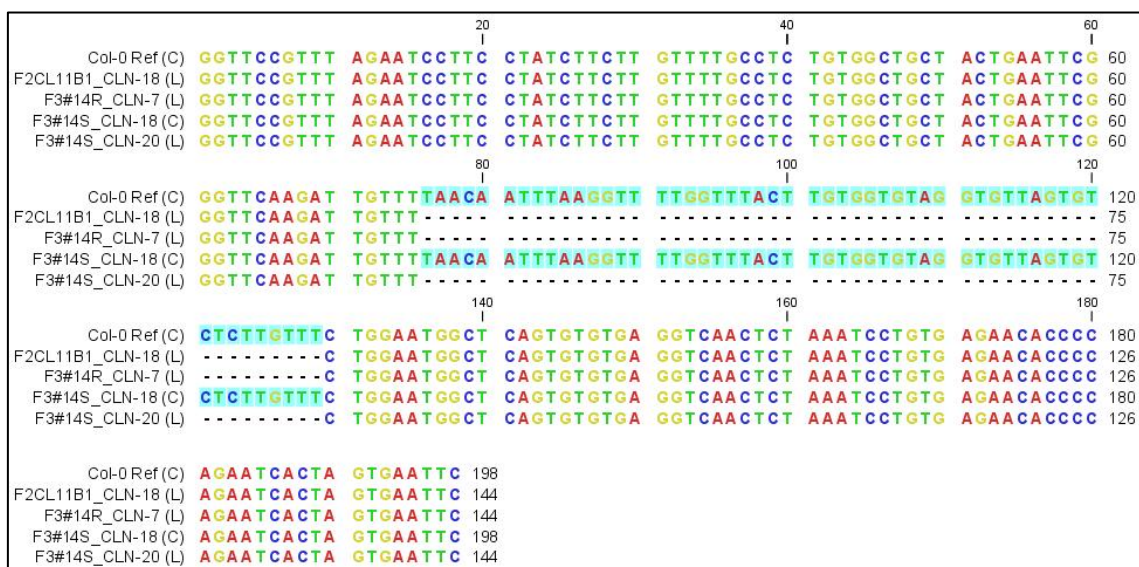 20 40 60
Col-0 Ref (C) GGTTCCGTTT AGAATCCTTC CTATCTTCTT GTTTTGCCTC TGTGGCTGCT ACTGAATTCG 60
F2CL11B1_CLN-18 (L) GGTTCCGTTT AGAATCCTTC CTATCTTCTT GTTTTGCCTC TGTGGCTGCT ACTGAATTCG 60
F3#14R_CLN-7 (L) GGTTCCGTTT AGAATCCTTC CTATCTTCTT GTTTTGCCTC TGTGGCTGCT ACTGAATTCG 60
F3#14S_CLN-18 (C) GGTTCCGTTT AGAATCCTTC CTATCTTCTT GTTTTGCCTC TGTGGCTGCT ACTGAATTCG 60
F3#14S_CLN-20 (L) GGTTCCGTTT AGAATCCTTC CTATCTTCTT GTTTTGCCTC TGTGGCTGCT ACTGAATTCG 60
80 100 120
Col-0 Ref (C) GGTTCAAGAT TGTTTTAACA ATTTAAGGTT TTGGTTTACT TGTGGTGTAG GTGTTAGTGT 120
F2CL11B1_CLN-18 (L) GGTTCAAGAT TGTTT----- ---------- ---------- ---------- ---------- 75
F3#14R_CLN-7 (L) GGTTCAAGAT TGTTT----- ---------- ---------- ---------- ---------- 75
F3#14S_CLN-18 (C) GGTTCAAGAT TGTTTTAACA ATTTAAGGTT TTGGTTTACT TGTGGTGTAG GTGTTAGTGT 120
F3#14S_CLN-20 (L) GGTTCAAGAT TGTTT----- ---------- ---------- ---------- ---------- 75
140 160 180
Col-0 Ref (C) CTCTTGTTTC TGGAATGGCT CAGTGTGTGA GGTCAACTCT AAATCCTGTG AGAACACCCC 180
F2CL11B1_CLN-18 (L) ---------C TGGAATGGCT CAGTGTGTGA GGTCAACTCT AAATCCTGTG AGAACACCCC 126
F3#14R_CLN-7 (L) ---------C TGGAATGGCT CAGTGTGTGA GGTCAACTCT AAATCCTGTG AGAACACCCC 126
F3#14S_CLN-18 (C) CTCTTGTTTC TGGAATGGCT CAGTGTGTGA GGTCAACTCT AAATCCTGTG AGAACACCCC 180
F3#14S_CLN-20 (L) ---------C TGGAATGGCT CAGTGTGTGA GGTCAACTCT AAATCCTGTG AGAACACCCC 126
Col-0 Ref (C) AGAATCACTA GTGAATTC 198
F2CL11B1_CLN-18 (L) AGAATCACTA GTGAATTC 144
F3#14R_CLN-7 (L) AGAATCACTA GTGAATTC 144
F3#14S_CLN-18 (C) AGAATCACTA GTGAATTC 198
F3#14S_CLN-20 (L) AGAATCACTA GTGAATTC 144